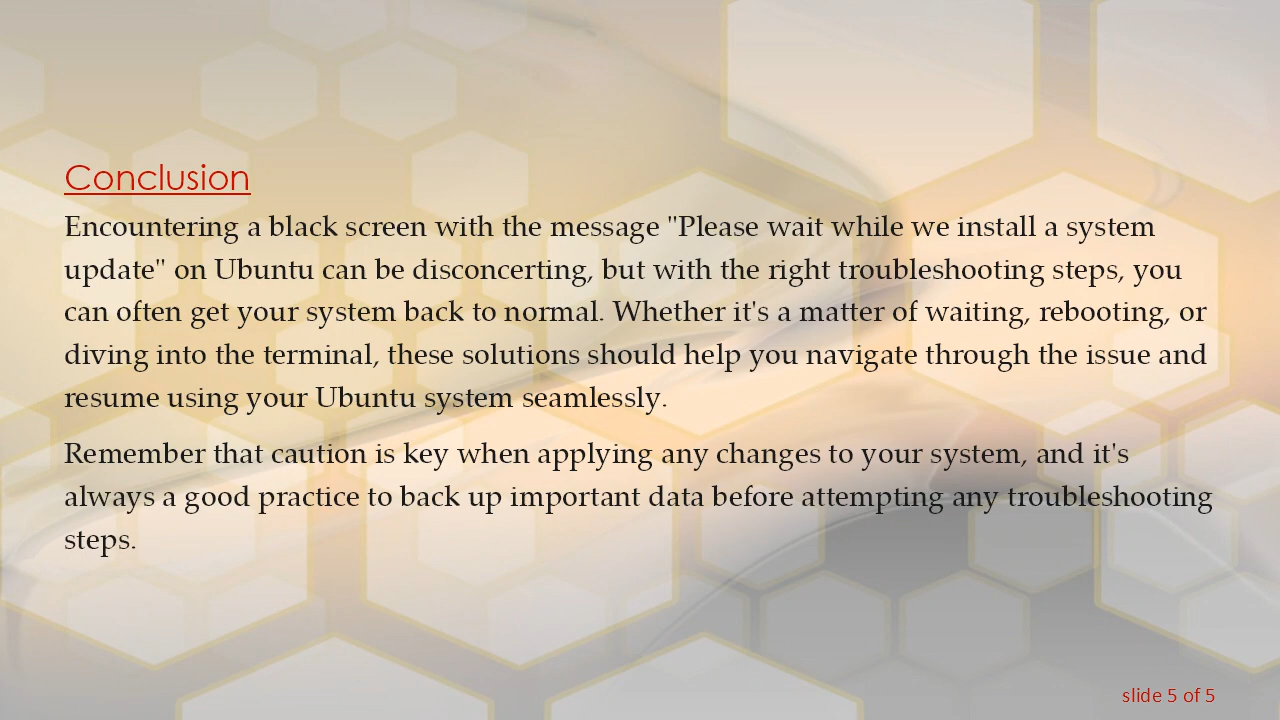 Conclusion
Encountering a black screen with the message "Please wait while we install a system
update" on Ubuntu can be disconcerting, but with the right troubleshooting steps, you
can often get your system back to normal. Whether it's a matter of waiting, rebooting, or
diving into the terminal, these solutions should help you navigate through the issue and
resume using your Ubuntu system seamlessly.
Remember that caution is key when applying any changes to your system, and it's
always a good practice to back up important data before attempting any troubleshooting
steps.
slide 5 of 5